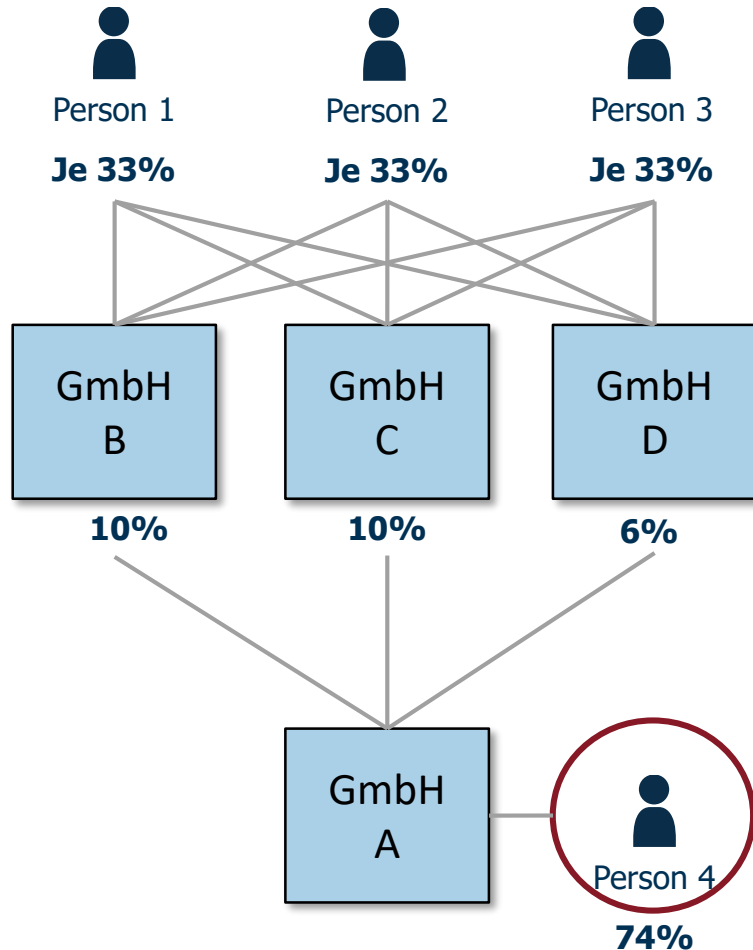 Person 1
Person 2
Person 3
Je 33%
Je 33%
Je 33%
GmbH
B
GmbH
C
GmbH
D
10%
10%
6%
GmbH
A
Person 4
74%